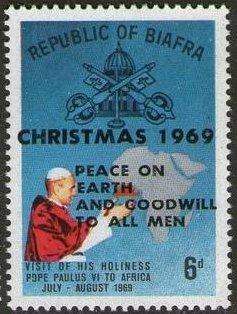 REPUBLIC OF BIAFRA
CHRISTMAS 1969
PEACE ON
EARTH
AND GOODWILL
TO ALL MEN
VISIT OF HIS HOLINESS
POPE PAULUS VI TO AFRICA
JULY - AUGUST 1969
6d